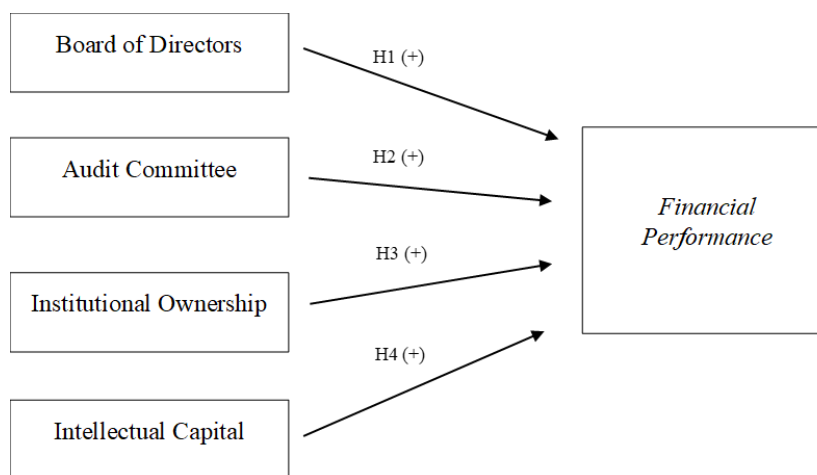 Board of Directors
H1 (+)
Audit Committee
H2 (+)
Financial
Performance
Institutional Ownership
H3 (+)
Intellectual Capital
H4 (+)